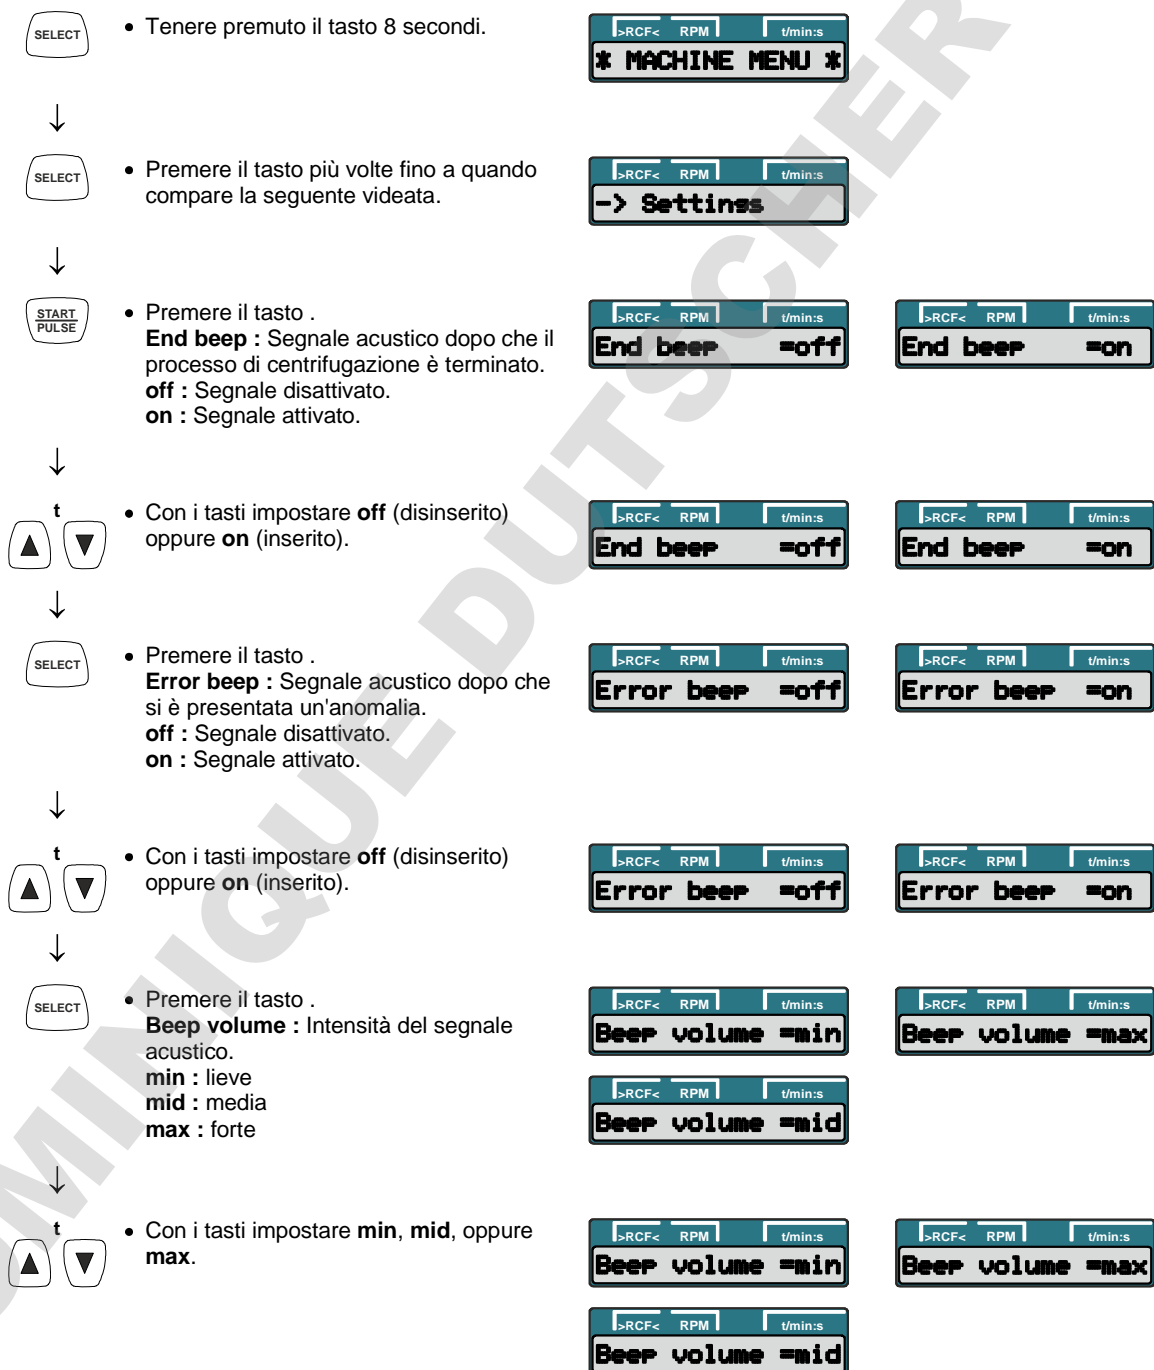 SELECT
• Tenere premuto il tasto 8 secondi.
>RCF< RPM t/min:s
* MACHINE MENU *
↓
SELECT
• Premere il tasto più volte fino a quando
compare la seguente videata.
>RCF< RPM t/min:s
-> Settings
↓
START
PULSE
• Premere il tasto .
End beep : Segnale acustico dopo che il
processo di centrifugazione è terminato.
off : Segnale disattivato.
on : Segnale attivato.
>RCF< RPM t/min:s
End beep =off
>RCF< RPM t/min:s
End beep =on
↓
t
▲ ▼
• Con i tasti impostare off (disinserito)
oppure on (inserito).
>RCF< RPM t/min:s
End beep =off
>RCF< RPM t/min:s
End beep =on
↓
SELECT
• Premere il tasto .
Error beep : Segnale acustico dopo che
si è presentata un'anomalia.
off : Segnale disattivato.
on : Segnale attivato.
>RCF< RPM t/min:s
Error beep =off
>RCF< RPM t/min:s
Error beep =on
↓
t
▲ ▼
• Con i tasti impostare off (disinserito)
oppure on (inserito).
>RCF< RPM t/min:s
Error beep =off
>RCF< RPM t/min:s
Error beep =on
↓
SELECT
• Premere il tasto .
Beep volume : Intensità del segnale
acustico.
min : lieve
mid : media
max : forte
>RCF< RPM t/min:s
Beep volume =min
>RCF< RPM t/min:s
Beep volume =max
>RCF< RPM t/min:s
Beep volume =mid
↓
t
▲ ▼
• Con i tasti impostare min, mid, oppure
max.
>RCF< RPM t/min:s
Beep volume =min
>RCF< RPM t/min:s
Beep volume =max
>RCF< RPM t/min:s
Beep volume =mid
OMINIQUE DUTSCHER